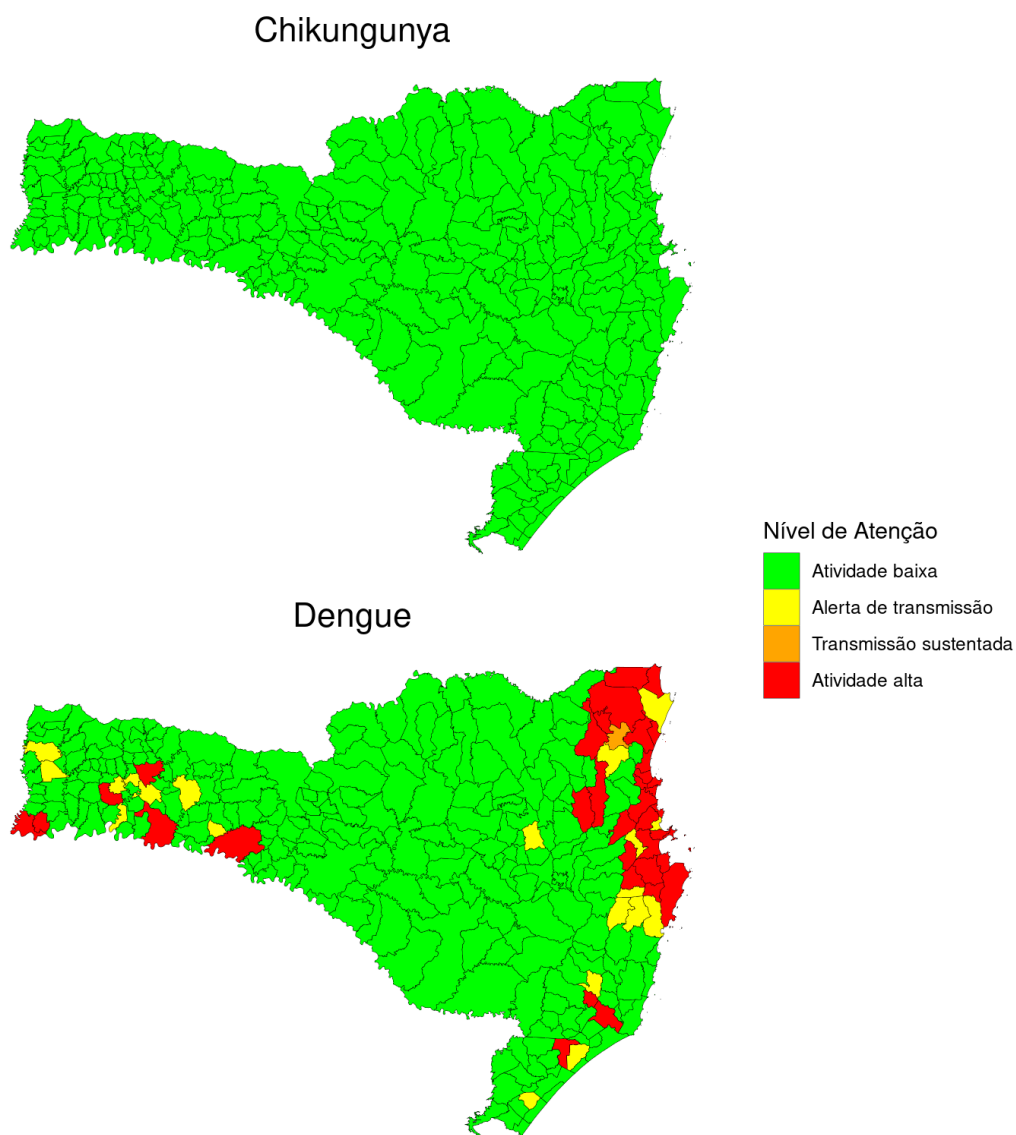 Chikungunya
Nível de Atenção
Atividade baixa
Alerta de transmissão
Transmissão sustentada
Atividade alta
Dengue